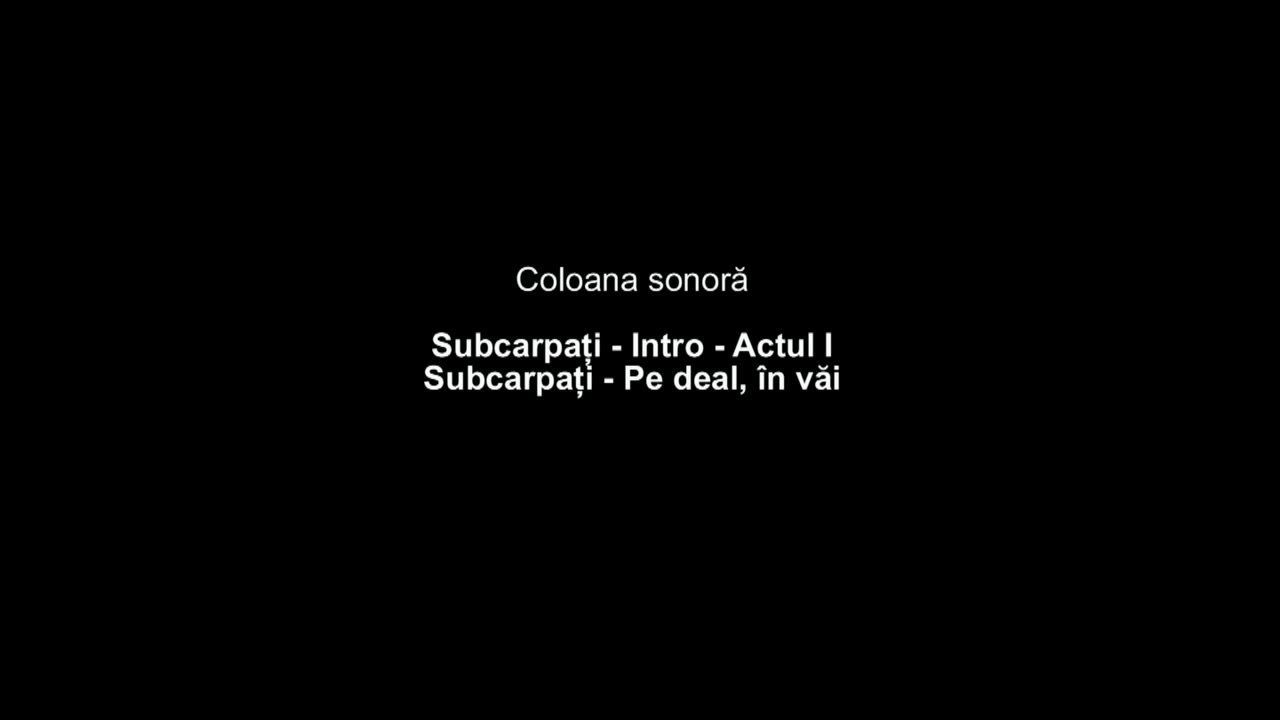 Coloana sonoră
Subcarpați - Intro - Actul I
Subcarpați - Pe deal, în văi